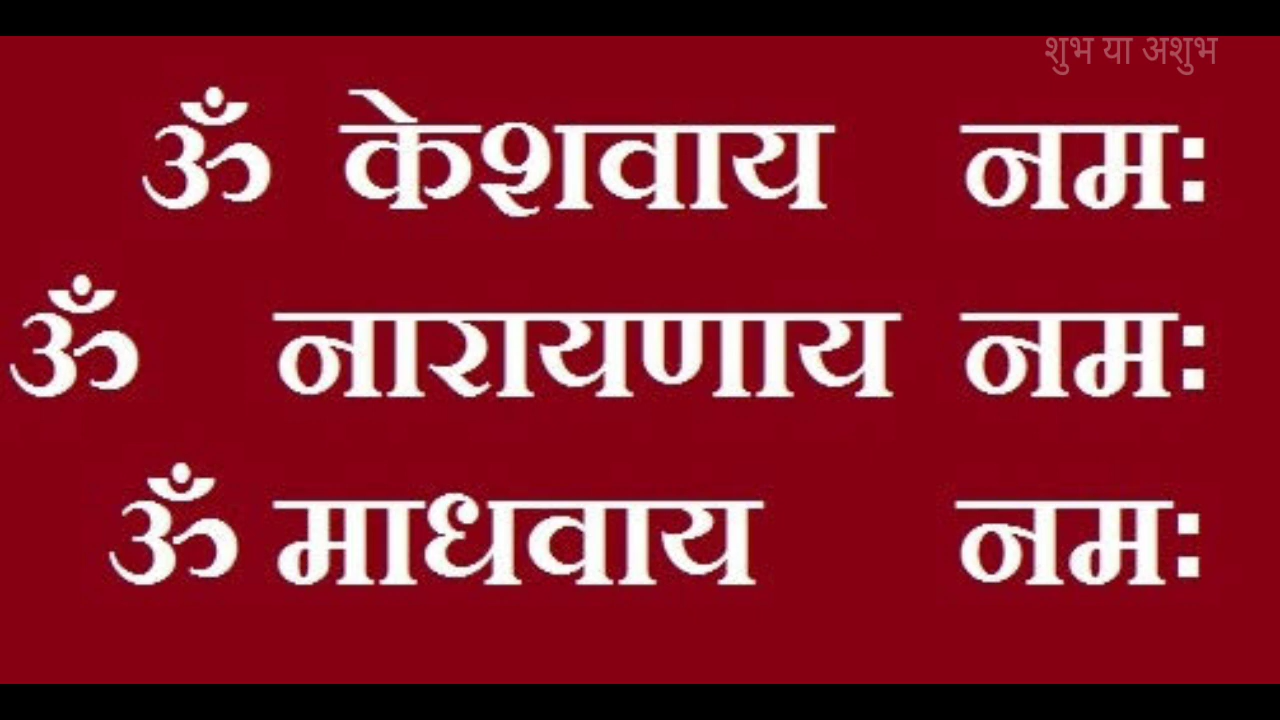 शुभ या अशुभ
ॐ केशवाय नमः
ॐ नारायणाय नमः
ॐ माधवाय नमः